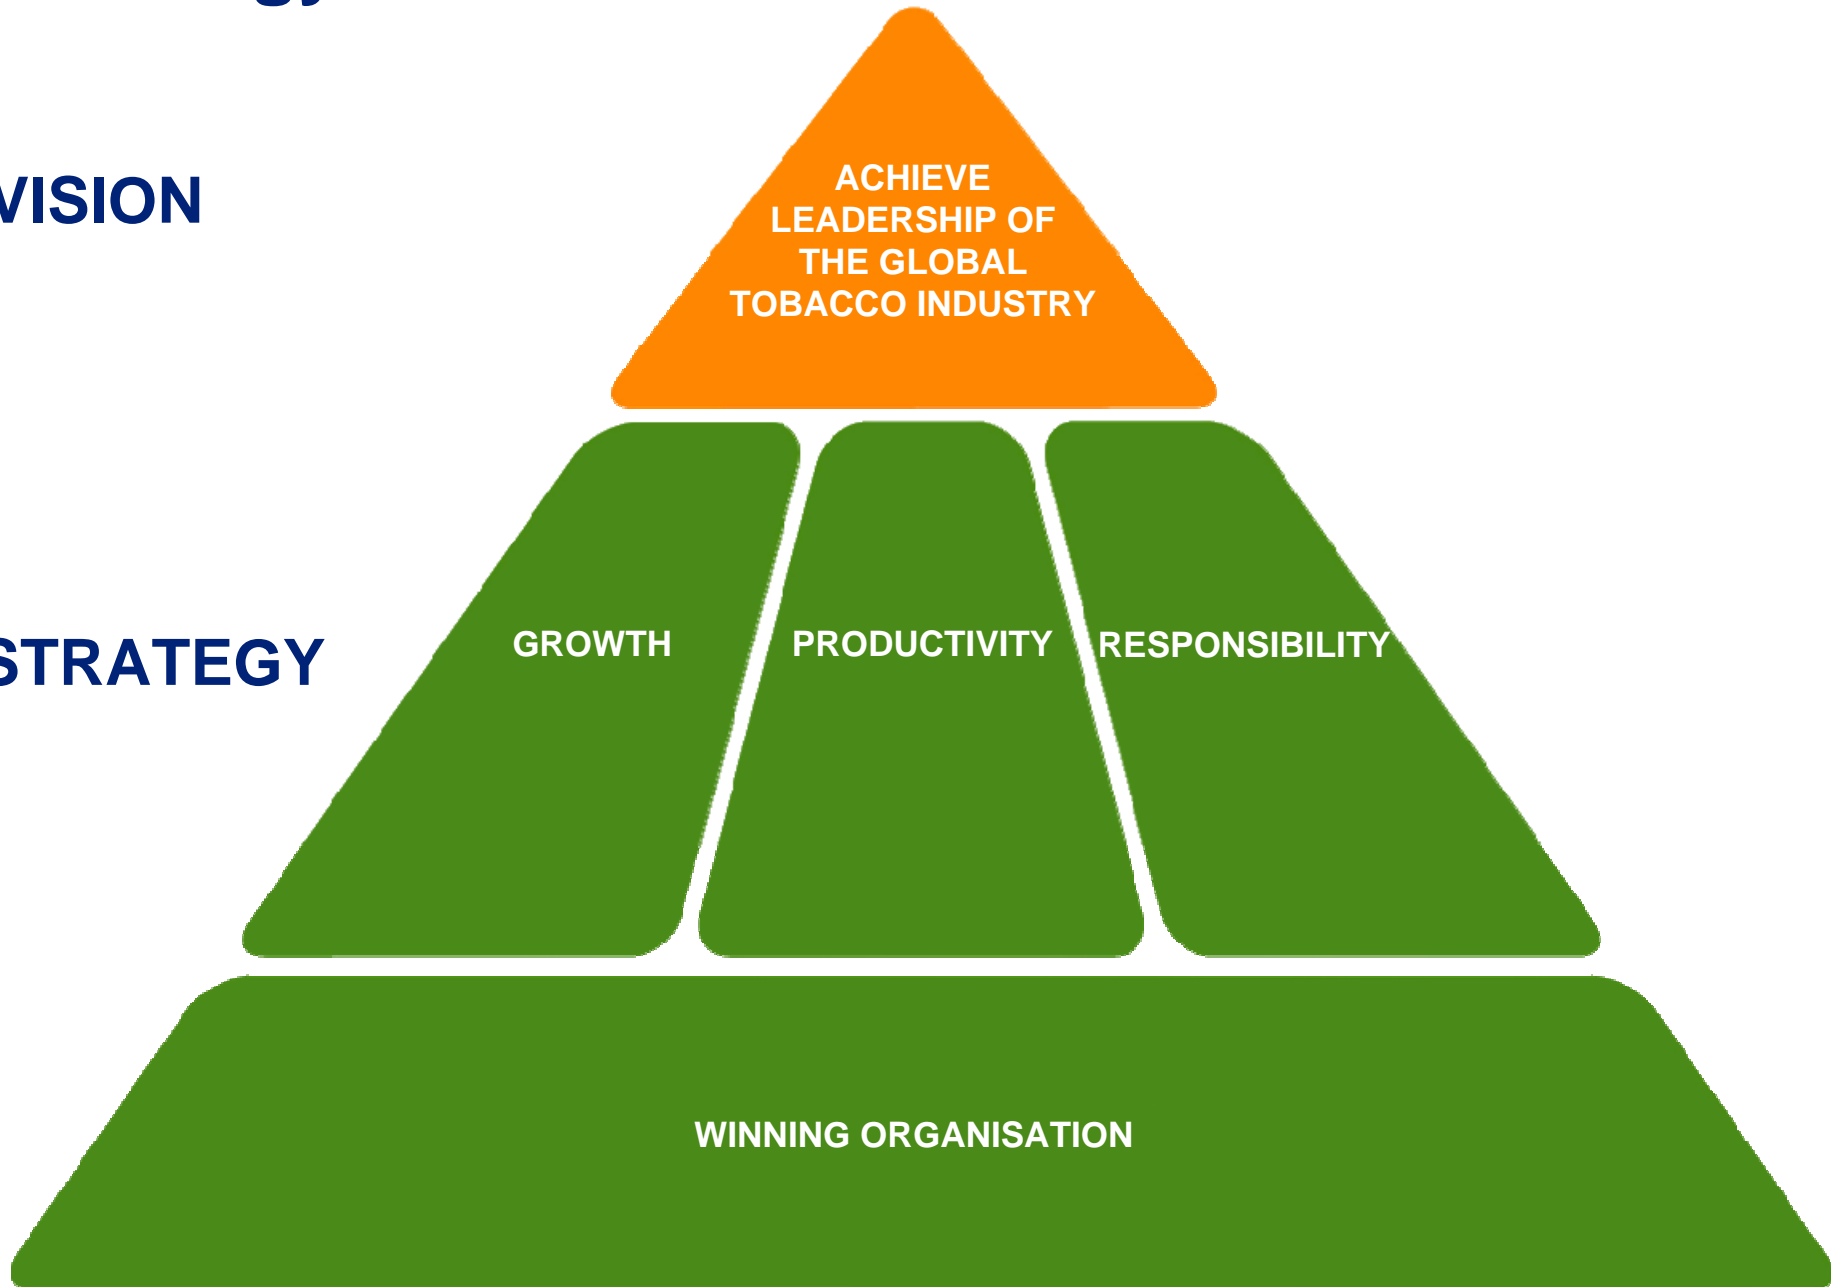 VISION
ACHIEVE
LEADERSHIP OF
THE GLOBAL
TOBACCO INDUSTRY
STRATEGY
GROWTH
PRODUCTIVITY
RESPONSIBILITY
WINNING ORGANISATION